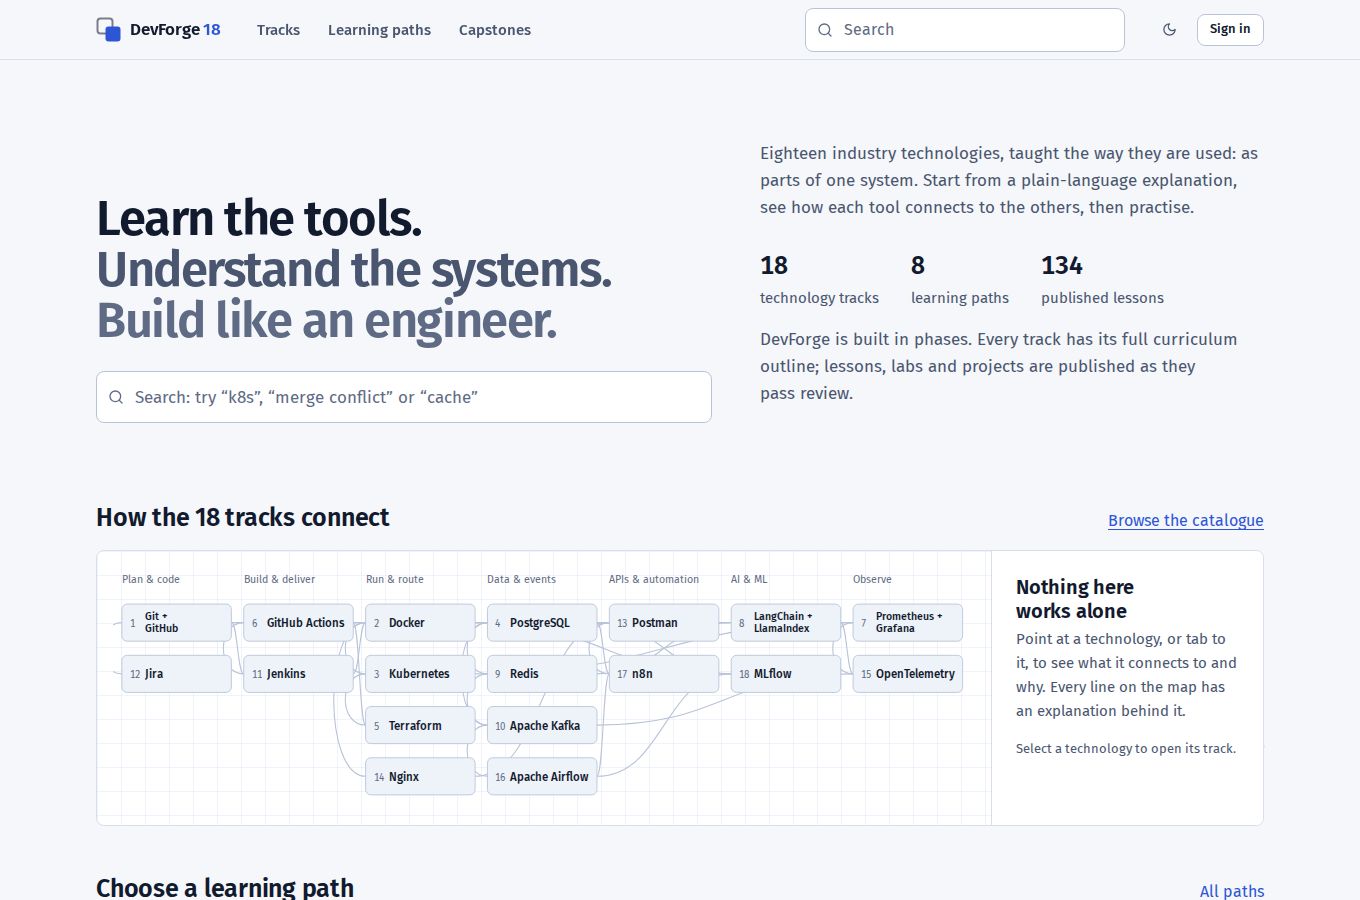 DevForge 18
Tracks
Learning paths
Capstones
Search
Sign in
Learn the tools.
Understand the systems.
Build like an engineer.
Search: try “k8s”, “merge conflict” or “cache”
Eighteen industry technologies, taught the way they are used: as
parts of one system. Start from a plain-language explanation,
see how each tool connects to the others, then practise.
18
technology tracks
8
learning paths
134
published lessons
DevForge is built in phases. Every track has its full curriculum
outline; lessons, labs and projects are published as they
pass review.
How the 18 tracks connect
Browse the catalogue
Plan & code
Build & deliver
Run & route
Data & events
APIs & automation
AI & ML
Observe
1 Git +
GitHub
6 GitHub Actions
2 Docker
4 PostgreSQL
13 Postman
8 LangChain +
LlamaIndex
7 Prometheus +
Grafana
12 Jira
11 Jenkins
3 Kubernetes
9 Redis
17 n8n
18 MLflow
15 OpenTelemetry
5 Terraform
10 Apache Kafka
14 Nginx
16 Apache Airflow
Nothing here
works alone
Point at a technology, or tab to
it, to see what it connects to and
why. Every line on the map has
an explanation behind it.
Select a technology to open its track.
Choose a learning path
All paths